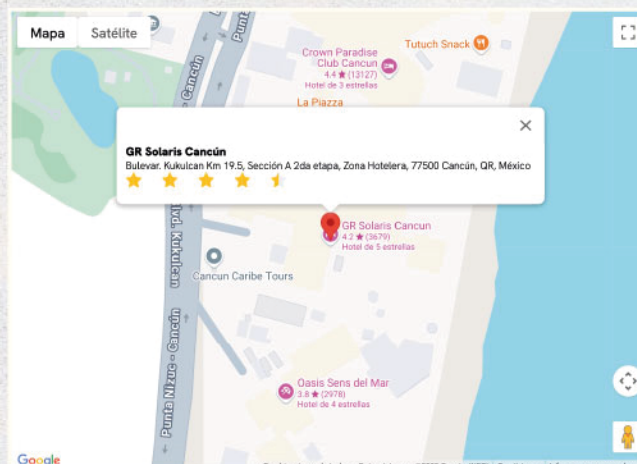 Mapa
Satélite
Punta
Cancún
Crown Paradise
Club Cancun
4.4 ★ (13127)
Hotel de 3 estrellas
Tutuch Snack
La Piazza
GR Solaris Cancún
Bulevar. Kukulcan Km 19.5, Sección A 2da etapa, Zona Hotelera, 77500 Cancún, QR, México
Blvd. Kukulcan
GR Solaris Cancun
4.2 ★ (3679)
Hotel de 5 estrellas
Cancun Caribe Tours
Punta Nizuc - Cancún
Oasis Sens del Mar
3.8 ★ (2978)
Hotel de 4 estrellas
Google